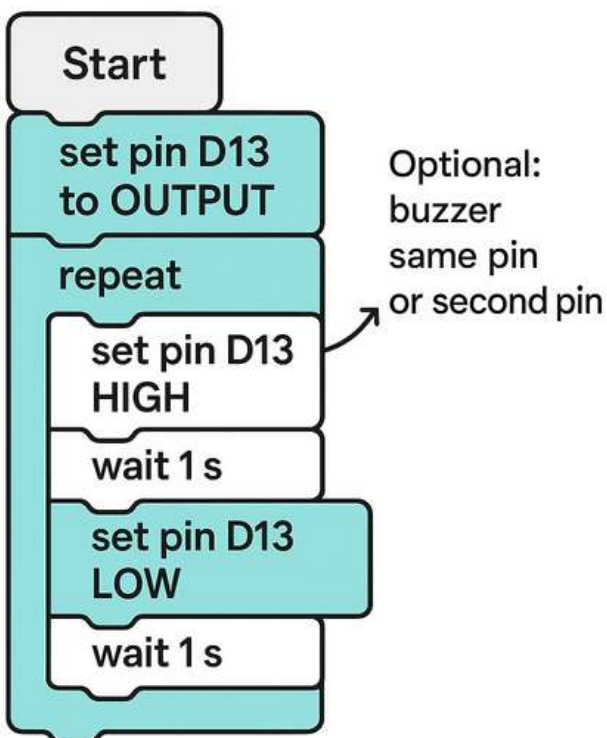 Start
set pin D13
to OUTPUT
repeat
set pin D13
HIGH
wait 1 s
set pin D13
LOW
wait 1 s
Optional:
buzzer
same pin
or second pin